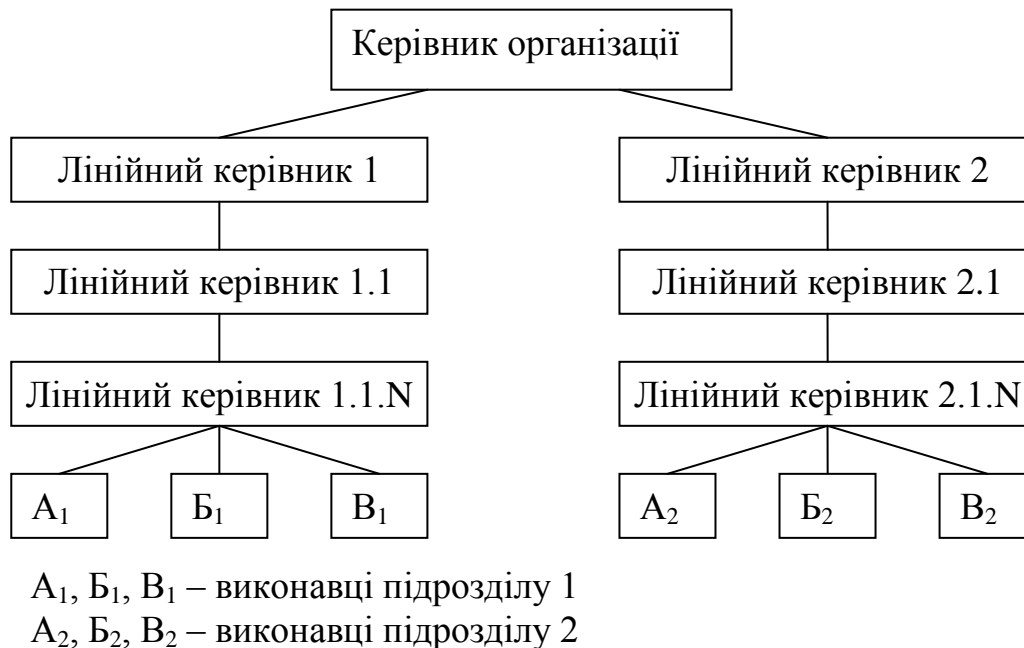 Керівник організації
Лінійний керівник 1
Лінійний керівник 2
Лінійний керівник 1.1
Лінійний керівник 2.1
Лінійний керівник 1.1.N
Лінійний керівник 2.1.N
А₁
Б₁
В₁
А₂
Б₂
В₂
А₁, Б₁, В₁ – виконавці підрозділу 1
А₂, Б₂, В₂ – виконавці підрозділу 2